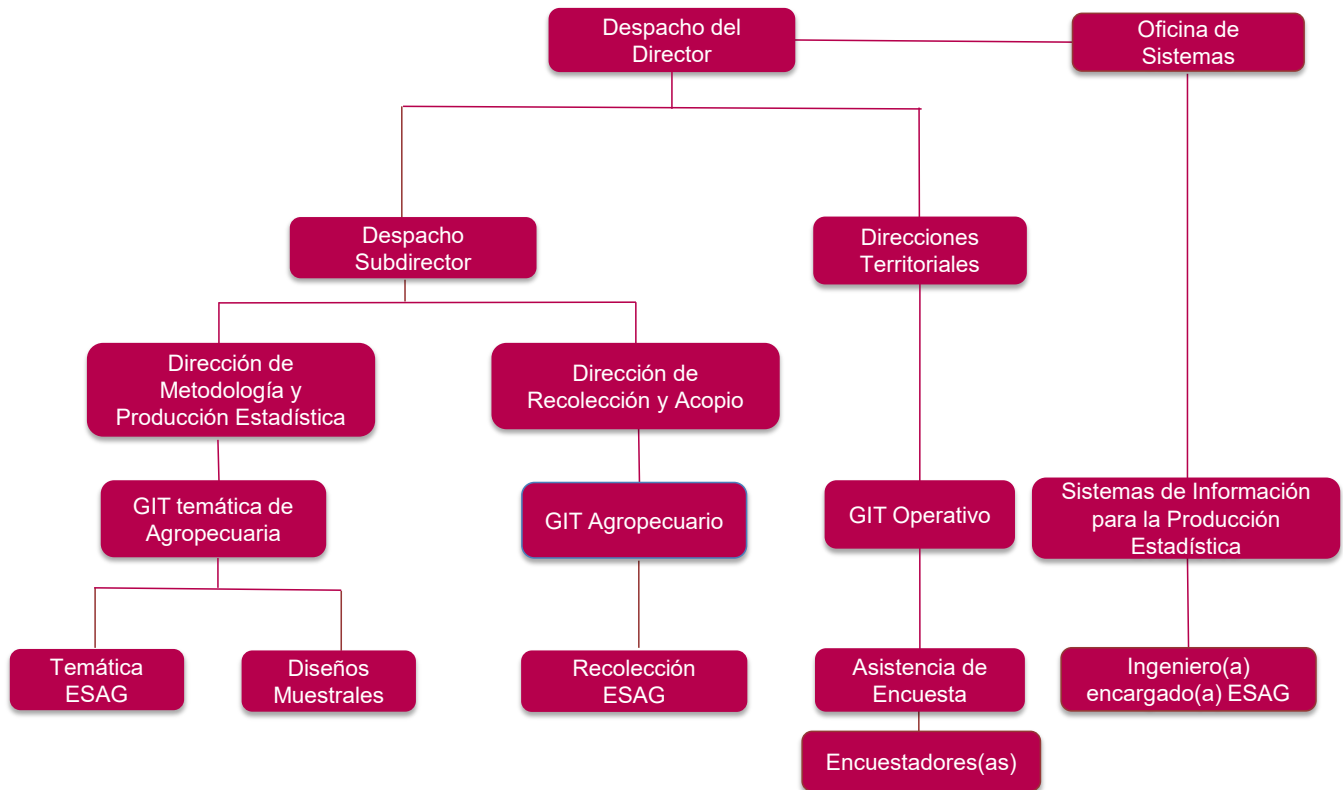 Despacho del
Director
Oficina de
Sistemas
Despacho
Subdirector
Direcciones
Territoriales
Dirección de
Metodología y
Producción Estadística
Dirección de
Recolección y Acopio
GIT temática de
Agropecuaria
GIT Agropecuario
GIT Operativo
Sistemas de Información
para la Producción
Estadística
Temática
ESAG
Diseños
Muestrales
Recolección
ESAG
Asistencia de
Encuesta
Ingeniero(a)
encargado(a) ESAG
Encuestadores(as)